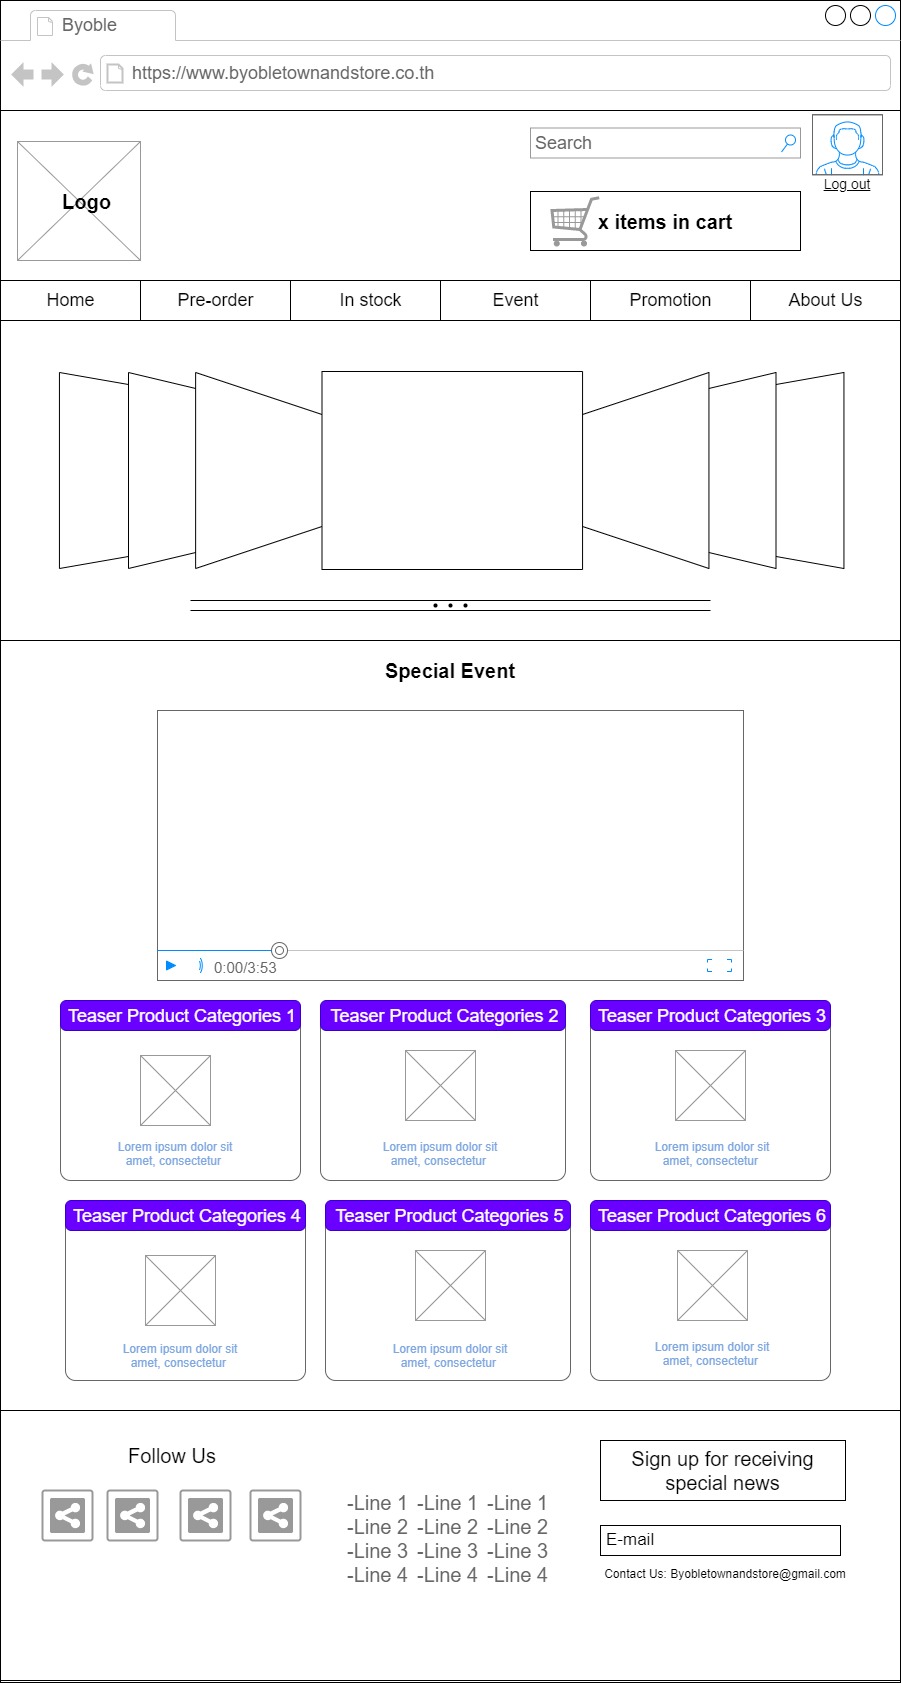 Byoble
https://www.byobletownandstore.co.th
Search
Log out
Logo
x items in cart
Home
Pre-order
In stock
Event
Promotion
About Us
Special Event
0:00/3:53
Teaser Product Categories 1
Lorem ipsum dolor sit
amet, consectetur
Teaser Product Categories 2
Lorem ipsum dolor sit
amet, consectetur
Teaser Product Categories 3
Lorem ipsum dolor sit
amet, consectetur
Teaser Product Categories 4
Lorem ipsum dolor sit
amet, consectetur
Teaser Product Categories 5
Lorem ipsum dolor sit
amet, consectetur
Teaser Product Categories 6
Lorem ipsum dolor sit
amet, consectetur
Follow Us
-Line 1
-Line 2
-Line 3
-Line 4
-Line 1
-Line 2
-Line 3
-Line 4
-Line 1
-Line 2
-Line 3
-Line 4
Sign up for receiving
special news
E-mail
Contact Us: Byobletownandstore@gmail.com